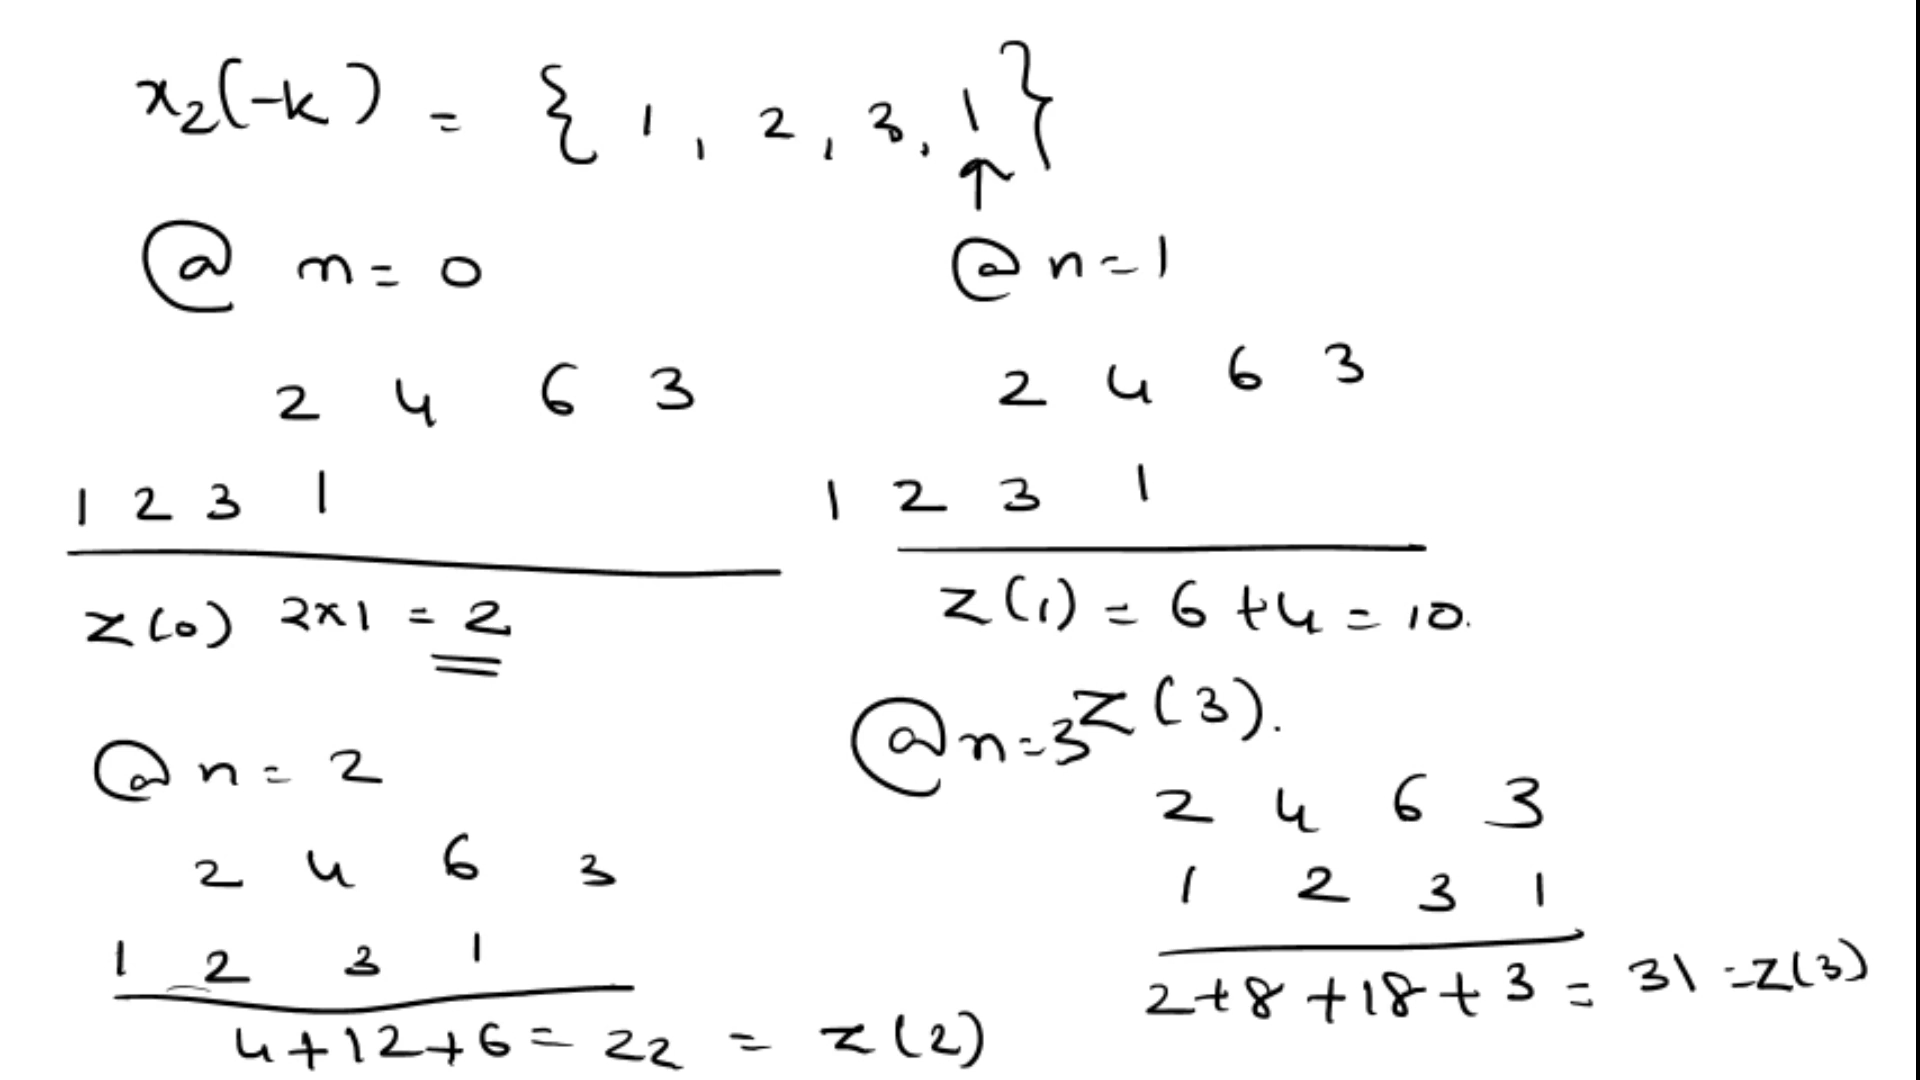 x₂(-k) = { 1, 2, 3, 1 }
↑
@ n = 0
2 4 6 3
1 2 3 1
z(0) 2x1 = 2
@ n = 1
2 4 6 3
1 2 3 1
z(1) = 6 + 4 = 10.
@ n = 2
2 4 6 3
1 2 3 1
4+12+6 = 22 = z(2)
@ n = 3 z(3).
2 4 6 3
1 2 3 1
2+8+18+3 = 31 = z(3)